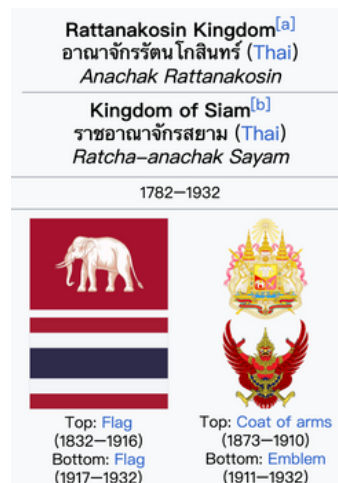 Rattanakosin Kingdom[a]
อาณาจักรรัตนโกสินทร์ (Thai)
Anachak Rattanakosin
Kingdom of Siam[b]
ราชอาณาจักรสยาม (Thai)
Ratcha–anachak Sayam
1782–1932
Top: Flag
(1832–1916)
Bottom: Flag
(1917–1932)
Top: Coat of arms
(1873–1910)
Bottom: Emblem
(1911–1932)